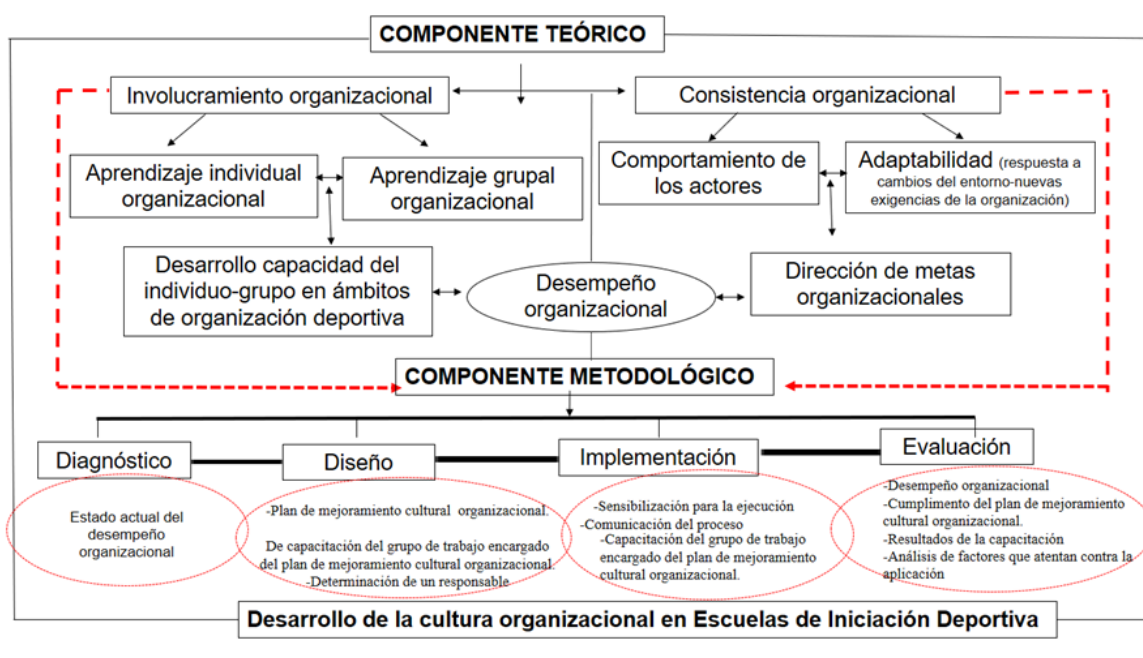 COMPONENTE TEÓRICO
Involucramiento organizacional
Consistencia organizacional
Aprendizaje individual
organizacional
Aprendizaje grupal
organizacional
Comportamiento de
los actores
Adaptabilidad (respuesta a
cambios del entorno-nuevas
exigencias de la organización)
Desarrollo capacidad del
individuo-grupo en ámbitos
de organización deportiva
Desempeño
organizacional
Dirección de metas
organizacionales
COMPONENTE METODOLÓGICO
Diagnóstico
Diseño
Implementación
Evaluación
Estado actual del
desempeño
organizacional
-Plan de mejoramiento cultural organizacional.
De capacitación del grupo de trabajo encargado
del plan de mejoramiento cultural organizacional.
-Determinación de un responsable
-Sensibilización para la ejecución
-Comunicación del proceso
-Capacitación del grupo de trabajo
encargado del plan de mejoramiento
cultural organizacional.
-Desempeño organizacional
-Cumplimento del plan de mejoramiento
cultural organizacional.
-Resultados de la capacitación
-Análisis de factores que atentan contra la
aplicación
Desarrollo de la cultura organizacional en Escuelas de Iniciación Deportiva